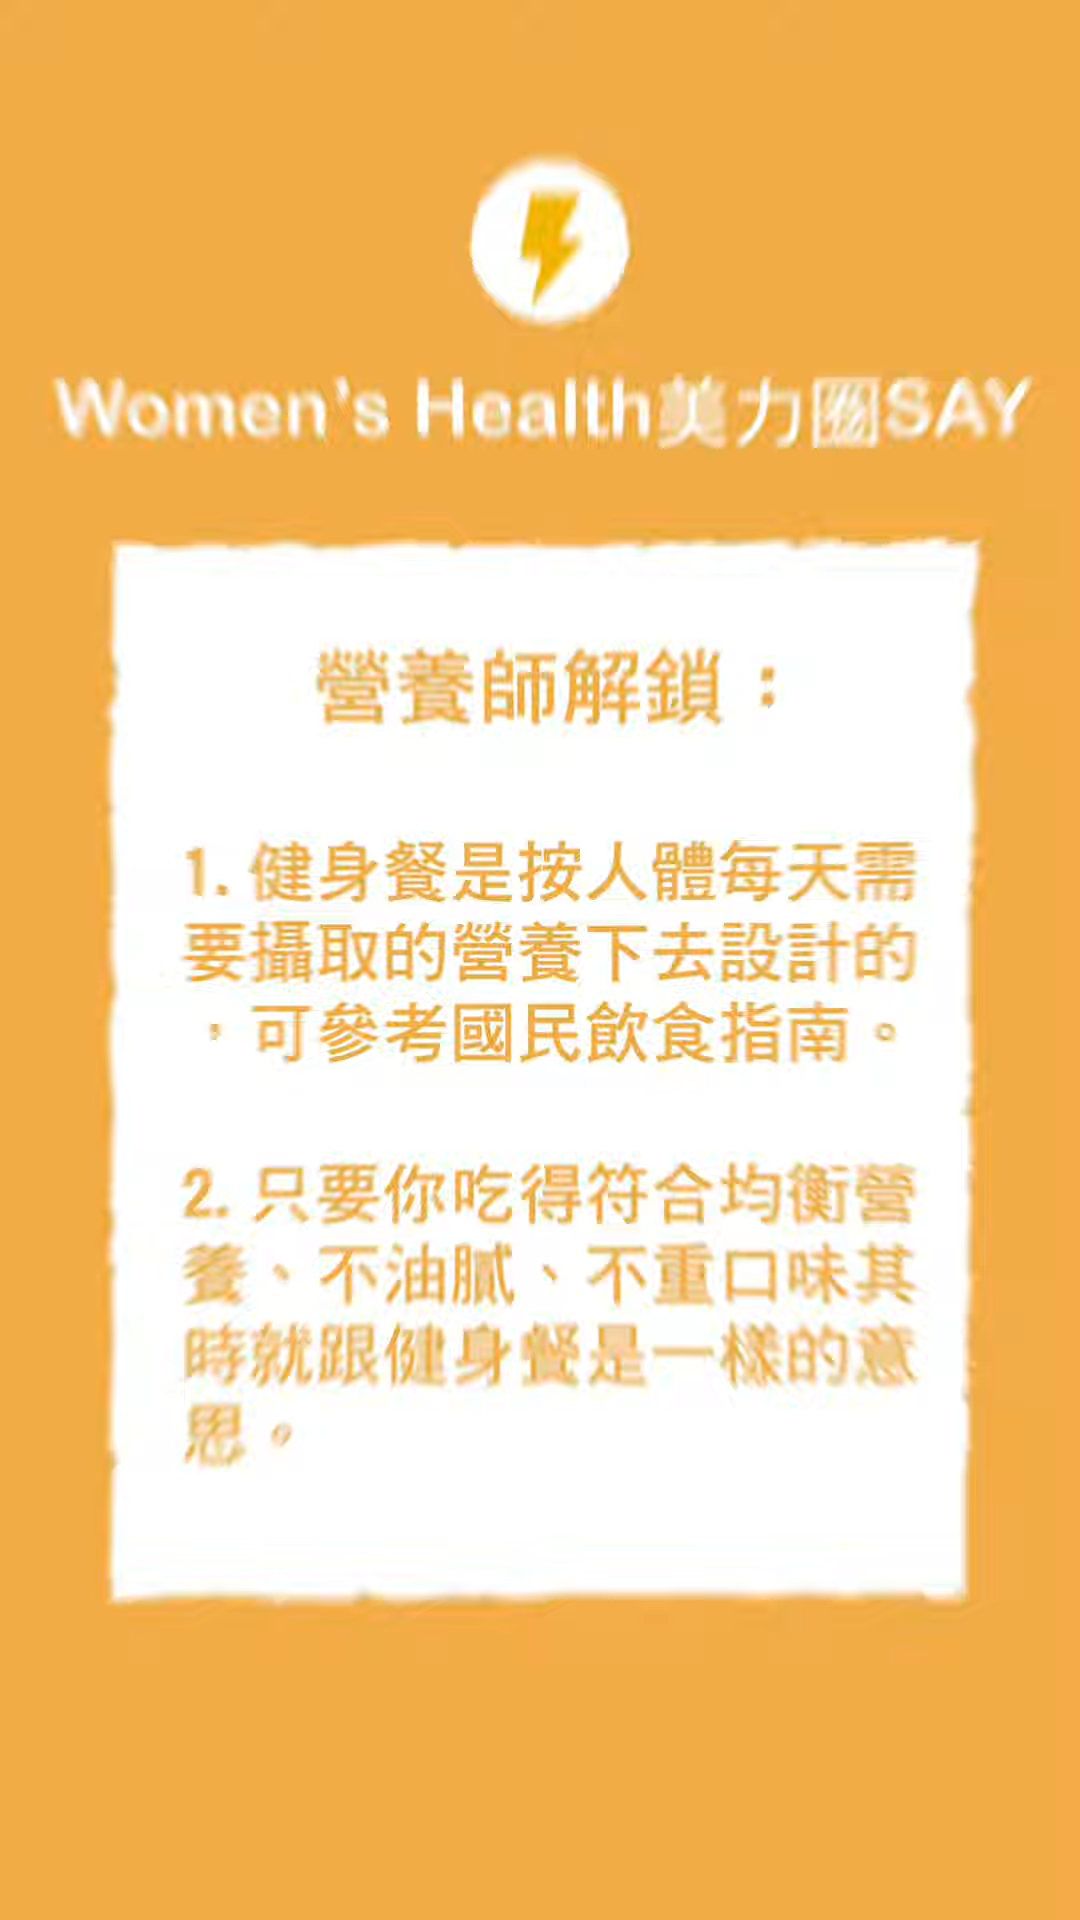 Women's Health美力圈SAY
營養師解鎖：
1. 健身餐是按人體每天需
要攝取的營養下去設計的
，可參考國民飲食指南。
2. 只要你吃得符合均衡營
養、不油膩、不重口味其
時就跟健身餐是一樣的意
思。